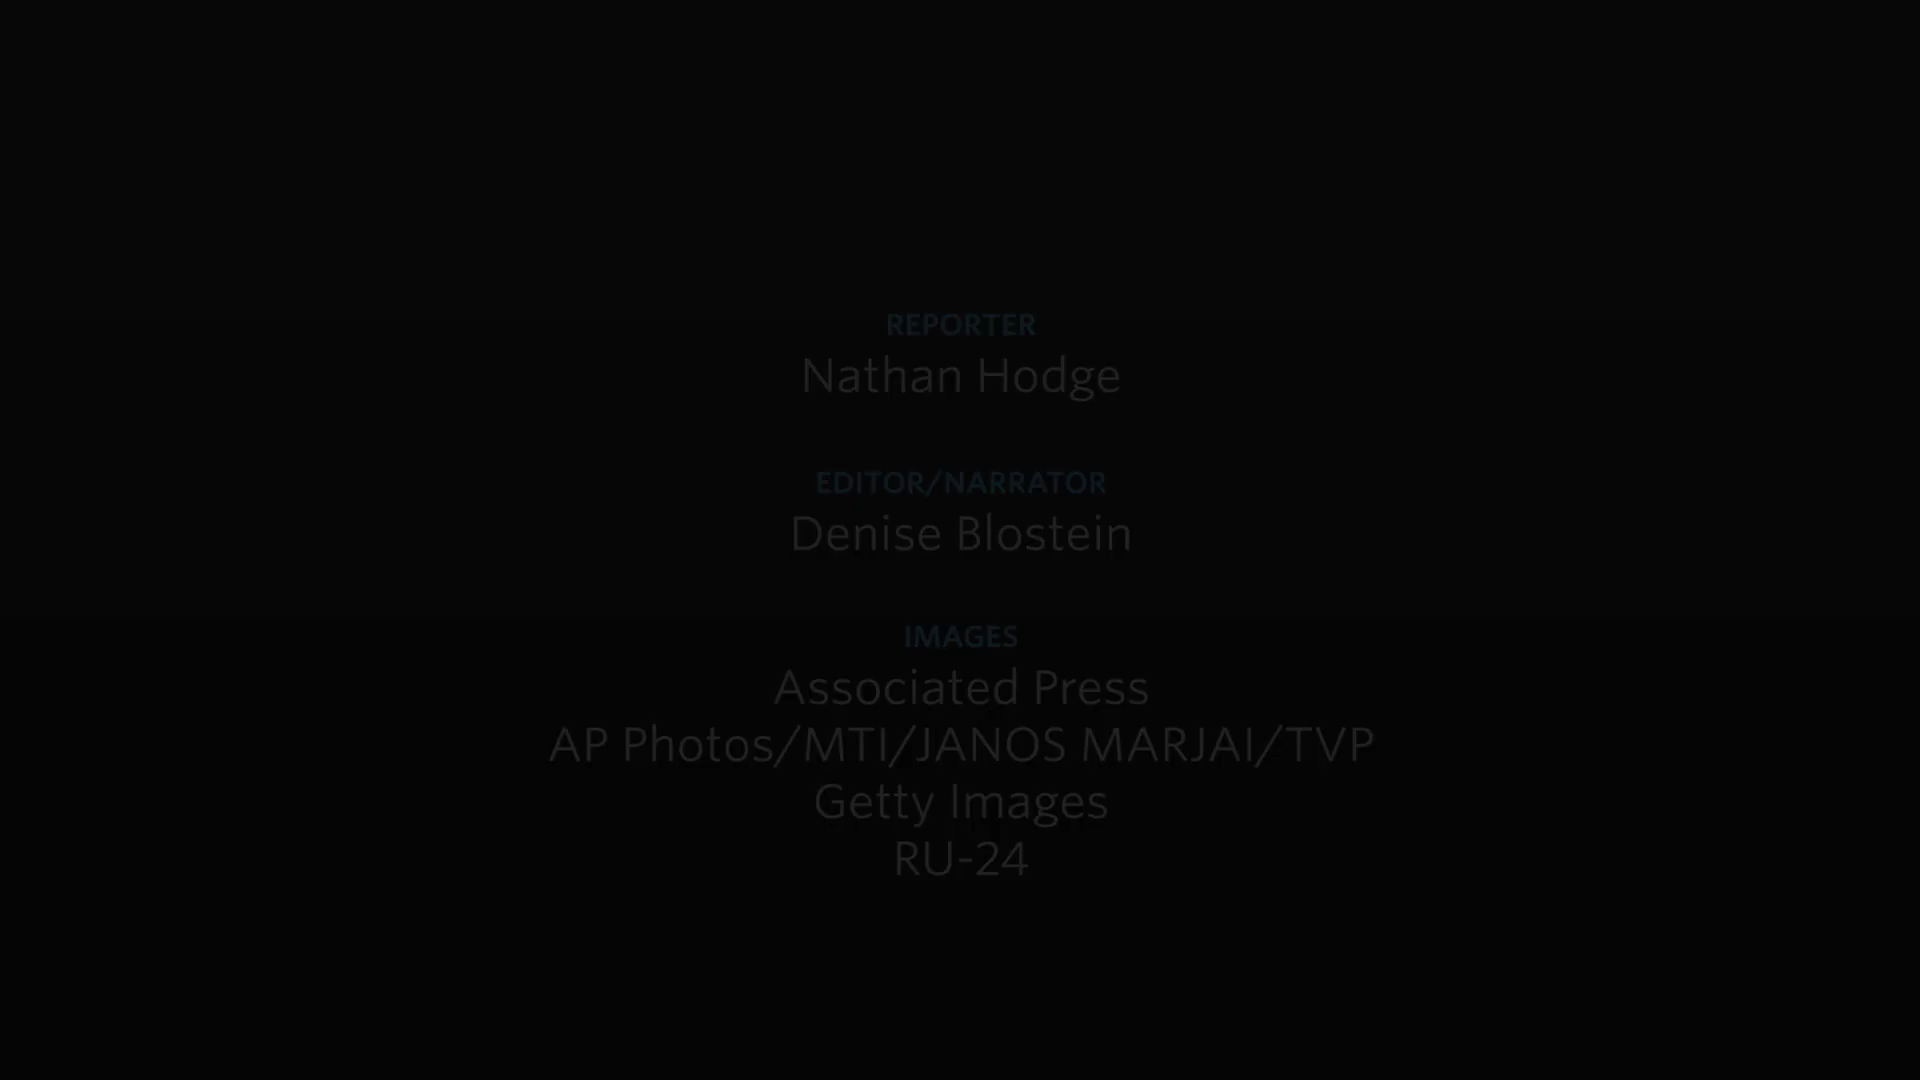 REPORTER
Nathan Hodge
EDITOR/NARRATOR
Denise Blostein
IMAGES
Associated Press
AP Photos/MTI/JANOS MARJAI/TVP
Getty Images
RU-24